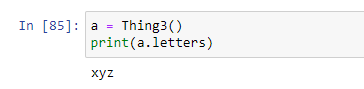 In [85]: a = Thing3()
print(a.letters)
xyz